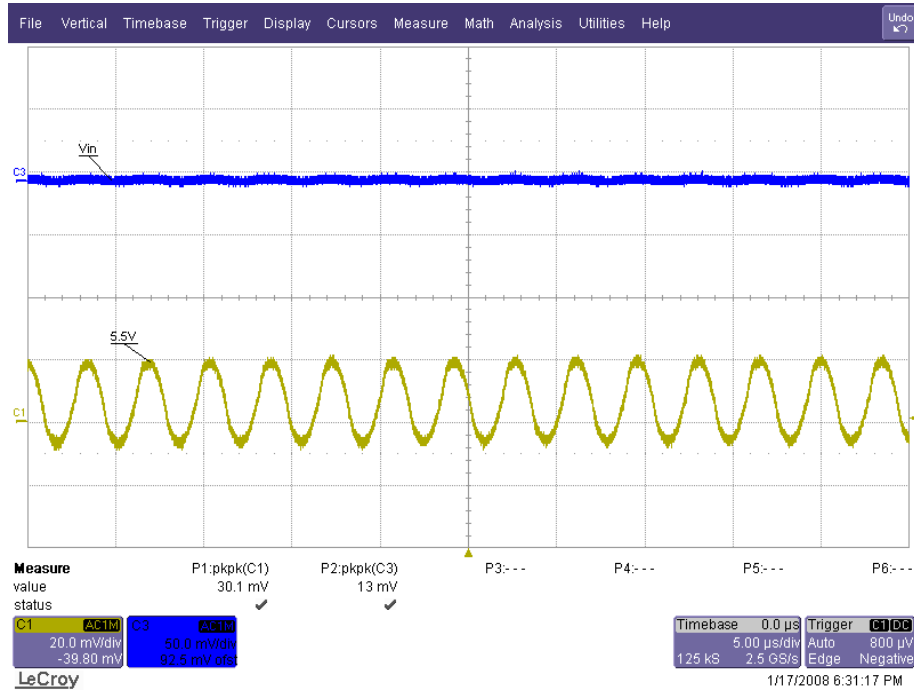 File Vertical Timebase Trigger Display Cursors Measure Math Analysis Utilities Help Undo
C3
Vin
5.5V
C1
Measure P1:pkpk(C1) P2:pkpk(C3) P3:- - - P4:- - - P5:- - - P6:- - -
value 30.1 mV 13 mV
status
C1 AC1M C3 AC1M Timebase 0.0 µs Trigger C1 DC
20.0 mV/div 50.0 mV/div 5.00 µs/div Auto 800 µV
-39.80 mV 92.5 mV ofst 125 kS 2.5 GS/s Edge Negative
LeCroy 1/17/2008 6:31:17 PM